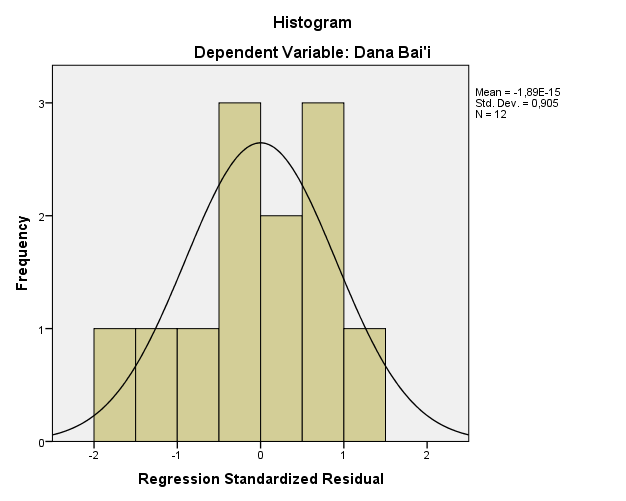 Histogram
Dependent Variable: Dana Bai'i
Mean = -1,89E-15
Std. Dev. = 0,905
N = 12
Frequency
3
2
1
0
-2
-1
0
1
2
Regression Standardized Residual